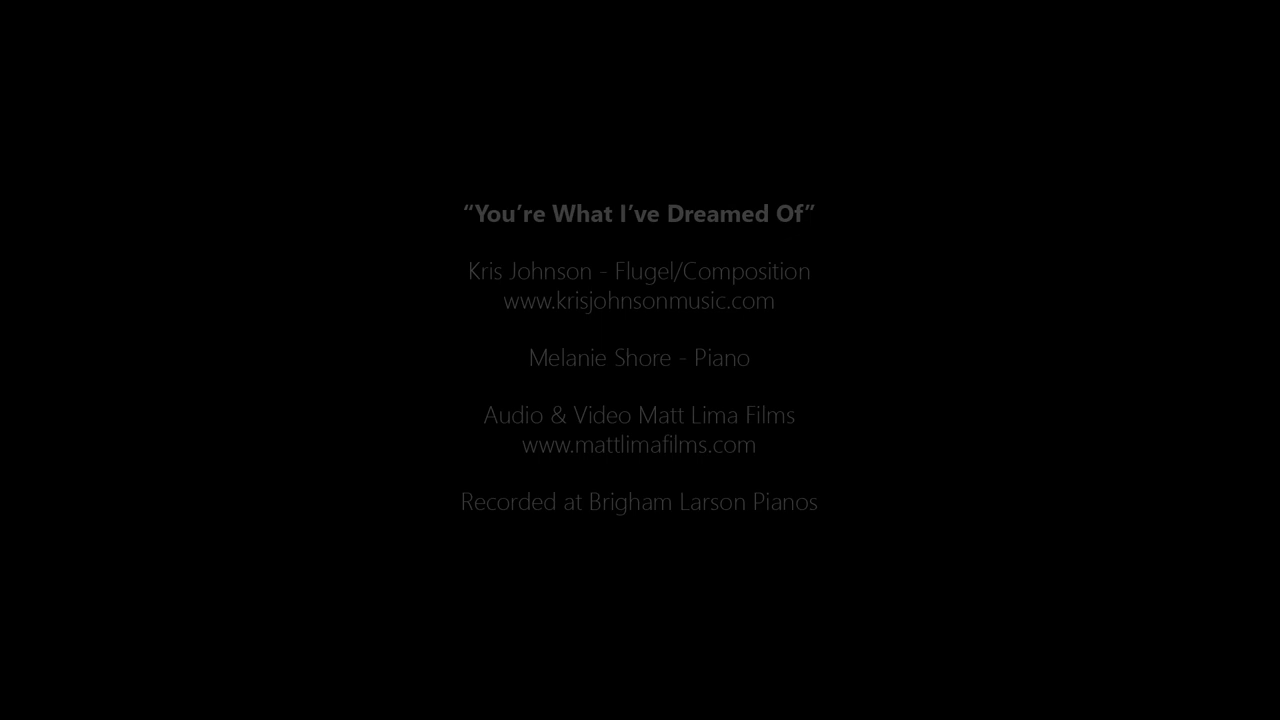 “You’re What I’ve Dreamed Of”
Kris Johnson - Flugel/Composition
www.krisjohnsonmusic.com
Melanie Shore - Piano
Audio & Video Matt Lima Films
www.mattlimafilms.com
Recorded at Brigham Larson Pianos